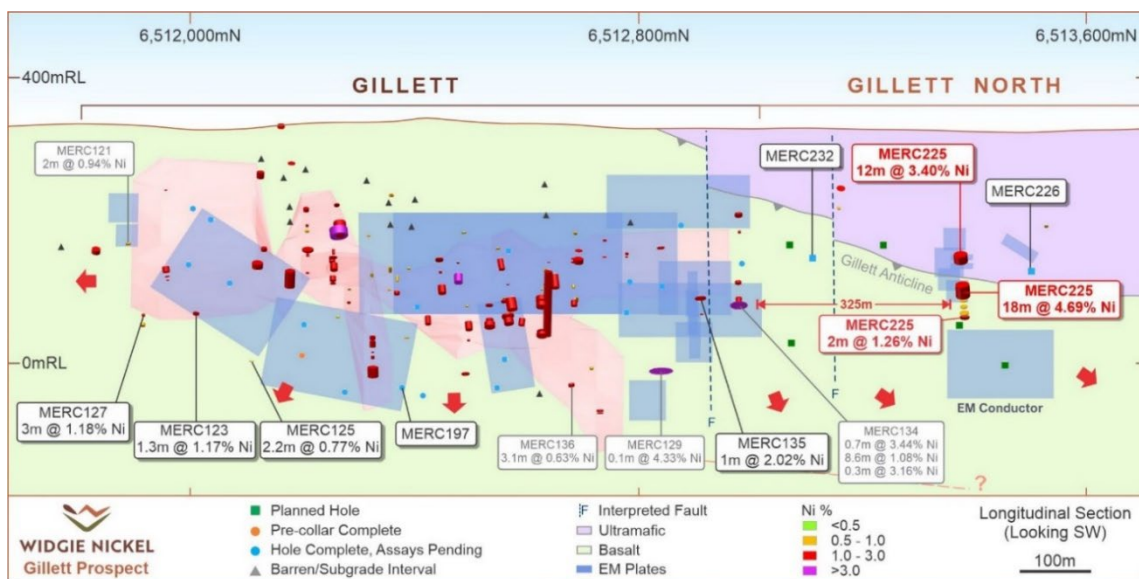 6,512,000mN
6,512,800mN
6,513,600mN
400mRL
GILLETT
GILLETT NORTH
MERC121
2m @ 0.94% Ni
MERC232
MERC225
12m @ 3.40% Ni
MERC226
Gillett Anticline
325m
MERC225
18m @ 4.69% Ni
MERC225
2m @ 1.26% Ni
0mRL
EM Conductor
MERC127
3m @ 1.18% Ni
MERC123
1.3m @ 1.17% Ni
MERC125
2.2m @ 0.77% Ni
MERC197
MERC136
3.1m @ 0.63% Ni
MERC129
0.1m @ 4.33% Ni
MERC135
1m @ 2.02% Ni
MERC134
0.7m @ 3.44% Ni
8.6m @ 1.08% Ni
0.3m @ 3.16% Ni
F
F
?
WIDGIE NICKEL
Gillett Prospect
Planned Hole
Pre-collar Complete
Hole Complete, Assays Pending
Barren/Subgrade Interval
F Interpreted Fault
Ultramafic
Basalt
EM Plates
Ni %
<0.5
0.5 - 1.0
1.0 - 3.0
>3.0
Longitudinal Section
(Looking SW)
100m